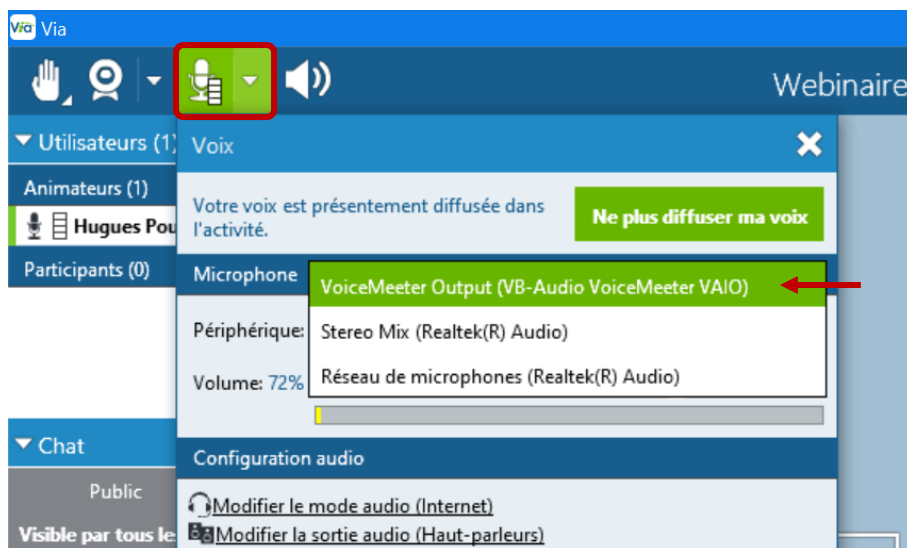 Via Via
Webinaire
Utilisateurs (1)
Voix
Animateurs (1)
Votre voix est présentement diffusée dans
l'activité.
Ne plus diffuser ma voix
Hugues Pou
Participants (0)
Microphone
VoiceMeeter Output (VB-Audio VoiceMeeter VAIO)
Périphérique:
Stereo Mix (Realtek(R) Audio)
Volume: 72%
Réseau de microphones (Realtek(R) Audio)
Chat
Configuration audio
Public
Modifier le mode audio (Internet)
Visible par tous le
Modifier la sortie audio (Haut-parleurs)